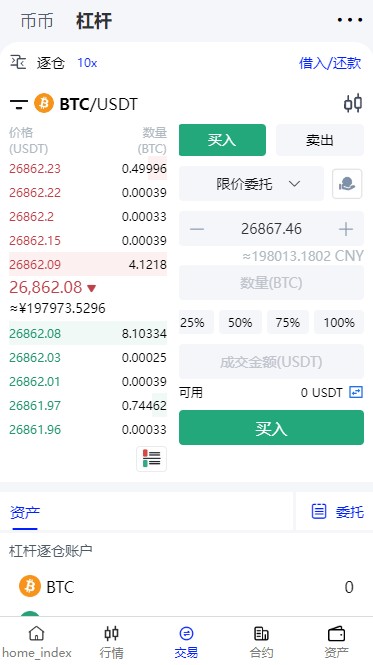 币币 杠杆
逐仓 10x 借入/还款
BTC/USDT
价格 数量
(USDT) (BTC)
26862.23 0.49996
26862.22 0.00039
26862.2 0.00033
26862.15 0.00039
26862.09 4.1218
26,862.08
≈¥197973.5296
26862.08 8.10334
26862.03 0.00025
26862.01 0.00039
26861.97 0.74462
26861.96 0.00033
买入 卖出
限价委托
26867.46
≈198013.1802 CNY
数量(BTC)
25% 50% 75% 100%
成交金额(USDT)
可用 0 USDT
买入
资产 委托
杠杆逐仓账户
BTC 0
home_index 行情 交易 合约 资产